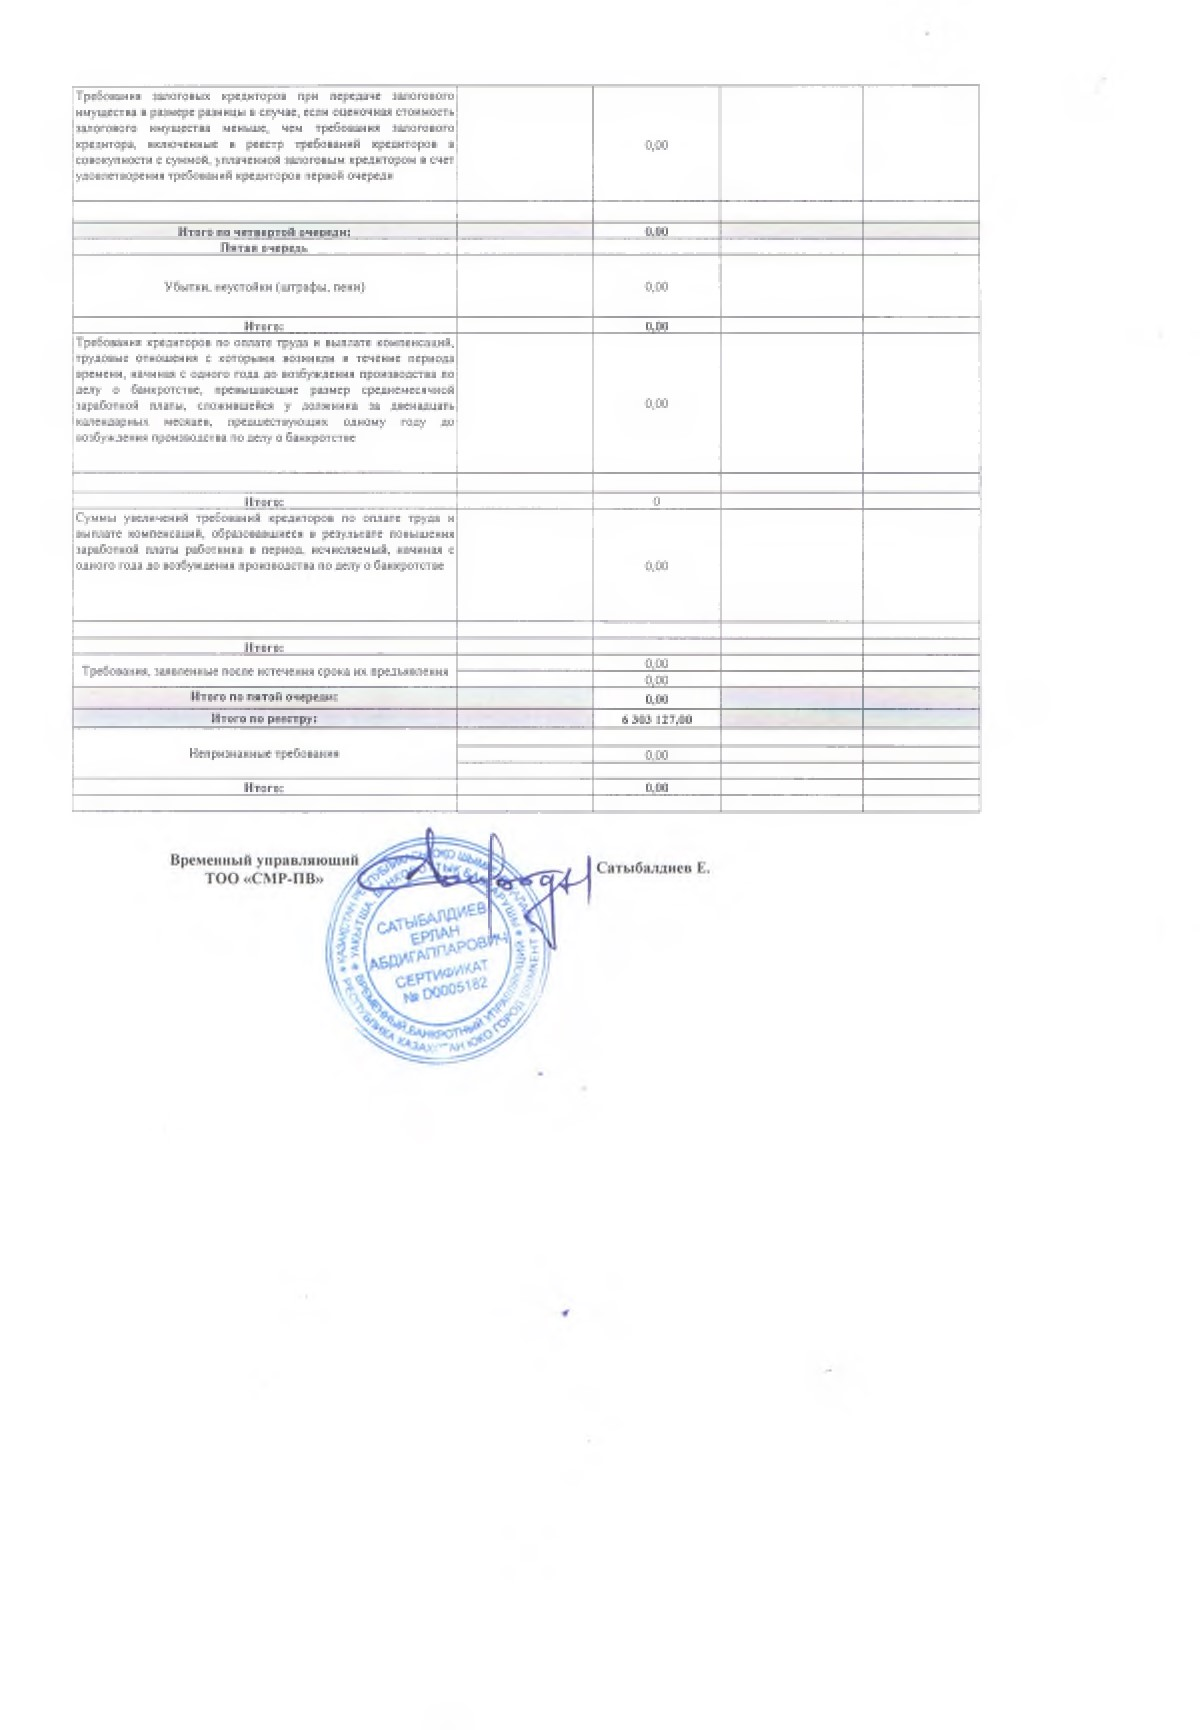 Требования залоговых кредиторов при передаче залогового
имущества в размере разницы в случае, если оценочная стоимость
залогового имущества меньше, чем требования залогового
кредитора, включенные в реестр требований кредиторов в
совокупности с суммой, уплаченной залоговым кредитором в счет
удовлетворения требований кредиторов первой очереди
0,00
Итого по четвертой очереди: 0,00
Пятая очередь
Убытки, неустойки (штрафы, пени) 0,00
Итого: 0,00
Требования кредиторов по оплате труда и выплате компенсаций,
трудовые отношения с которыми возникли в течение периода
времени, начиная с одного года до возбуждения производства по
делу о банкротстве, превышающие размер среднемесячной
заработной платы, сложившейся у должника за двенадцать
календарных месяцев, предшествующих одному году до
возбуждения производства по делу о банкротстве
0,00
Итого: 0
Суммы увеличений требований кредиторов по оплате труда и
выплате компенсаций, образовавшиеся в результате повышения
заработной платы работника в период, исчисляемый, начиная с
одного года до возбуждения производства по делу о банкротстве
0,00
Итого:
Требования, заявленные после истечения срока их предъявления
0,00
0,00
Итого по пятой очереди: 0,00
Итого по реестру: 6 303 127,00
Непризнанные требования 0,00
Итого: 0,00
Временный управляющий
ТОО «СМР-ПВ»
Сатыбалдиев Е.
САТЫБАЛДИЕВ
ЕРЛАН
АБДИГАППАРОВИЧ
СЕРТИФИКАТ
№ D0005182
ВРЕМЕННЫЙ БАНКРОТНЫЙ УПРАВЛЯЮЩИЙ
РЕСПУБЛИКА КАЗАХСТАН ЮКО ГОРОД ШЫМКЕНТ